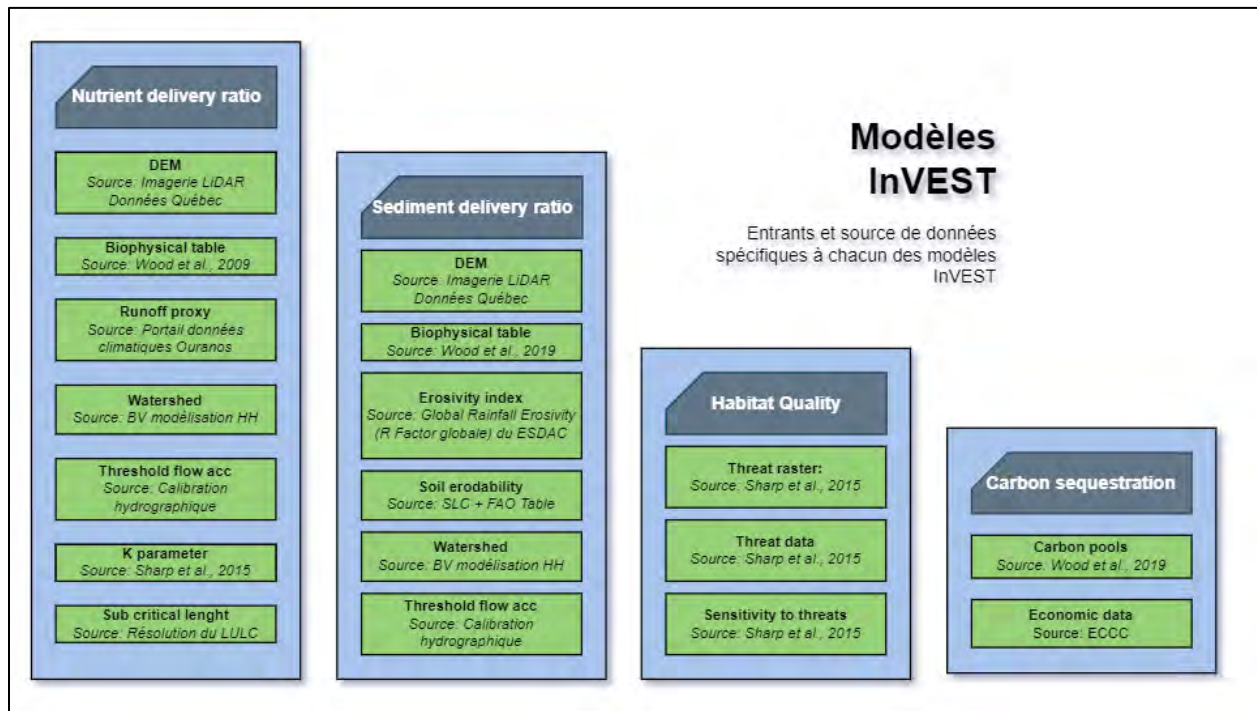 Nutrient delivery ratio
DEM
Source: Imagerie LiDAR
Données Québec
Biophysical table
Source: Wood et al., 2009
Runoff proxy
Source: Portail données
climatiques Ouranos
Watershed
Source: BV modélisation HH
Threshold flow acc
Source: Calibration
hydrographique
K parameter
Source: Sharp et al., 2015
Sub critical lenght
Source: Résolution du LULC
Sediment delivery ratio
DEM
Source: Imagerie LiDAR
Données Québec
Biophysical table
Source: Wood et al., 2019
Erosivity index
Source: Global Rainfall Erosivity
(R Factor globale) du ESDAC
Soil erodability
Source: SLC + FAO Table
Watershed
Source: BV modélisation HH
Threshold flow acc
Source: Calibration
hydrographique
Modèles
InVEST
Entrants et source de données
spécifiques à chacun des modèles
InVEST
Habitat Quality
Threat raster:
Source: Sharp et al., 2015
Threat data
Source: Sharp et al., 2015
Sensitivity to threats
Source: Sharp et al., 2015
Carbon sequestration
Carbon pools
Source: Wood et al., 2019
Economic data
Source: ECCC